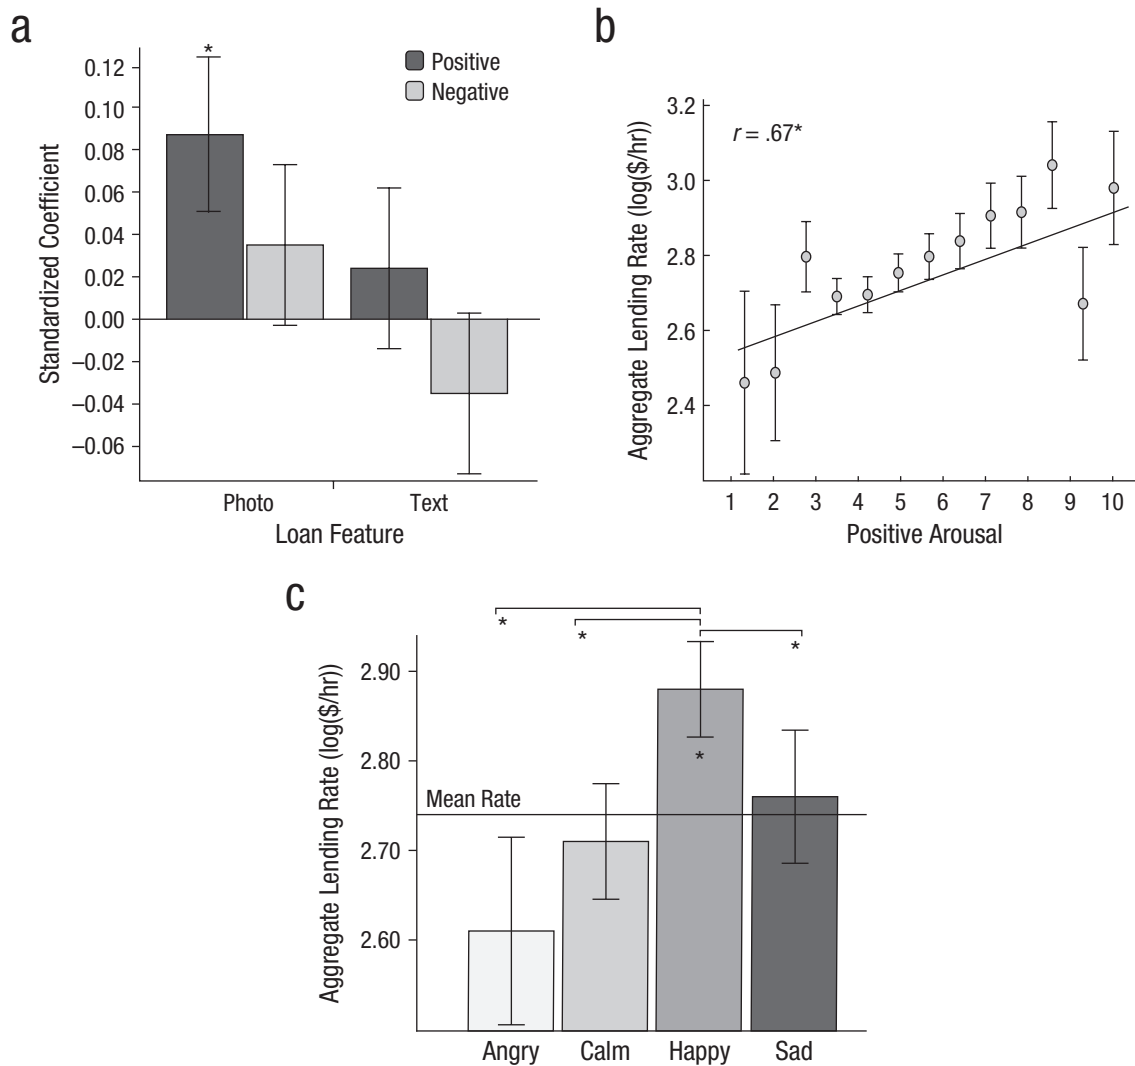 a
*
Positive
Negative
0.12
0.10
0.08
0.06
0.04
0.02
0.00
–0.02
–0.04
–0.06
Standardized Coefficient
Photo Text
Loan Feature
b
r = .67*
3.2
3.0
2.8
2.6
2.4
Aggregate Lending Rate (log($/hr))
1 2 3 4 5 6 7 8 9 10
Positive Arousal
c
* * *
2.90
2.80
2.70
2.60
Aggregate Lending Rate (log($/hr))
*
Mean Rate
Angry Calm Happy Sad